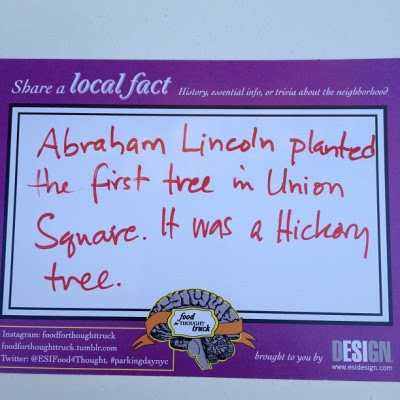 Share a local fact History, essential info, or trivia about the neighborhood
Abraham Lincoln planted
the first tree in Union
Square. It was a Hickory
tree.
food
for THOUGHT
truck
Instagram: foodforthoughttruck
foodforthoughttruck.tumblr.com
Twitter: @ESIFood4Thought, #parkingdaynyc
brought to you by ESI DESIGN
www.esidesign.com